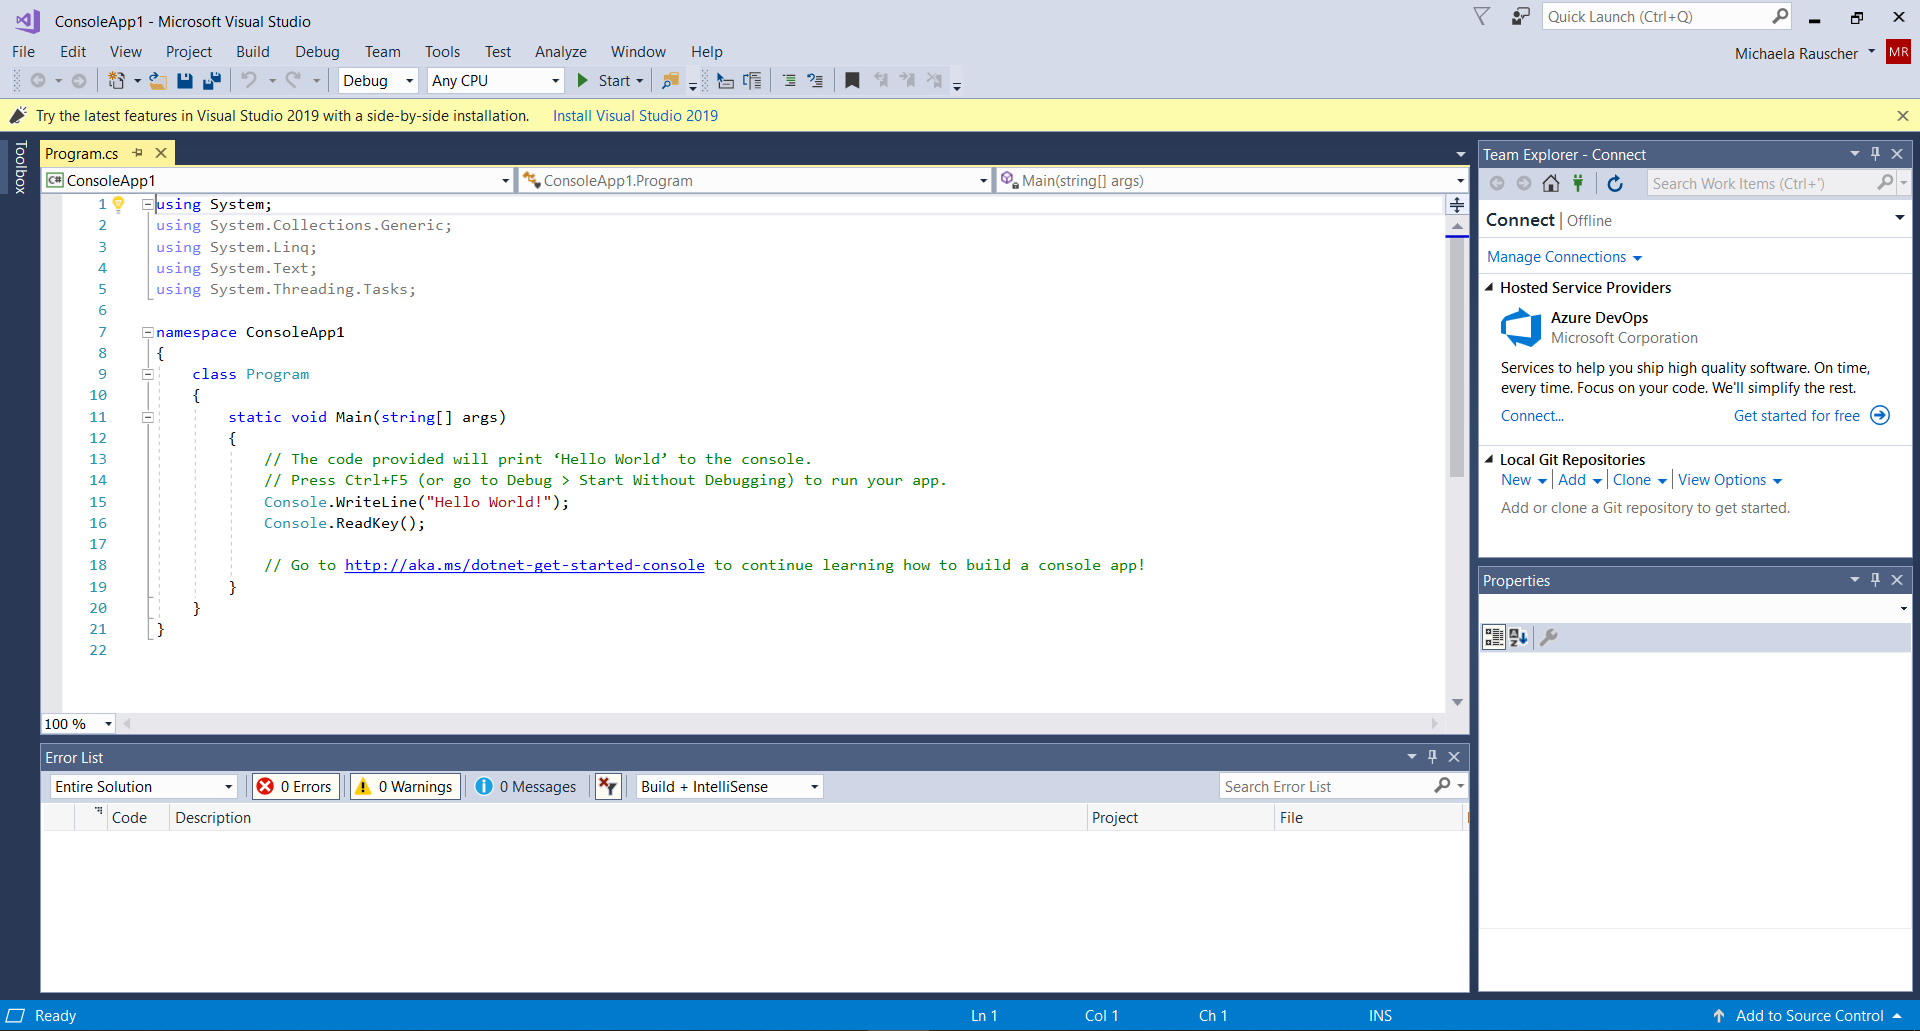 ConsoleApp1 - Microsoft Visual Studio
Quick Launch (Ctrl+Q)
File Edit View Project Build Debug Team Tools Test Analyze Window Help
Michaela Rauscher MR
Debug Any CPU Start
Try the latest features in Visual Studio 2019 with a side-by-side installation. Install Visual Studio 2019
Toolbox
Program.cs
ConsoleApp1 ConsoleApp1.Program Main(string[] args)
1 using System;
2 using System.Collections.Generic;
3 using System.Linq;
4 using System.Text;
5 using System.Threading.Tasks;
6
7 namespace ConsoleApp1
8 {
9 class Program
10 {
11 static void Main(string[] args)
12 {
13 // The code provided will print ‘Hello World’ to the console.
14 // Press Ctrl+F5 (or go to Debug > Start Without Debugging) to run your app.
15 Console.WriteLine("Hello World!");
16 Console.ReadKey();
17
18 // Go to http://aka.ms/dotnet-get-started-console to continue learning how to build a console app!
19 }
20 }
21 }
22
100 %
Team Explorer - Connect
Search Work Items (Ctrl+')
Connect | Offline
Manage Connections
Hosted Service Providers
Azure DevOps
Microsoft Corporation
Services to help you ship high quality software. On time,
every time. Focus on your code. We'll simplify the rest.
Connect... Get started for free
Local Git Repositories
New Add Clone View Options
Add or clone a Git repository to get started.
Properties
Error List
Entire Solution 0 Errors 0 Warnings 0 Messages Build + IntelliSense Search Error List
Code Description Project File
Ready Ln 1 Col 1 Ch 1 INS Add to Source Control